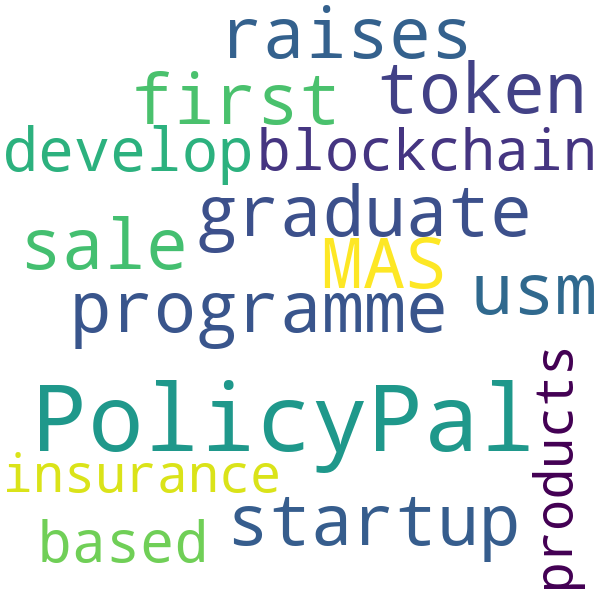 raises
first token
develop blockchain
graduate
sale MAS
programme usm
products
PolicyPal
insurance
startup
based